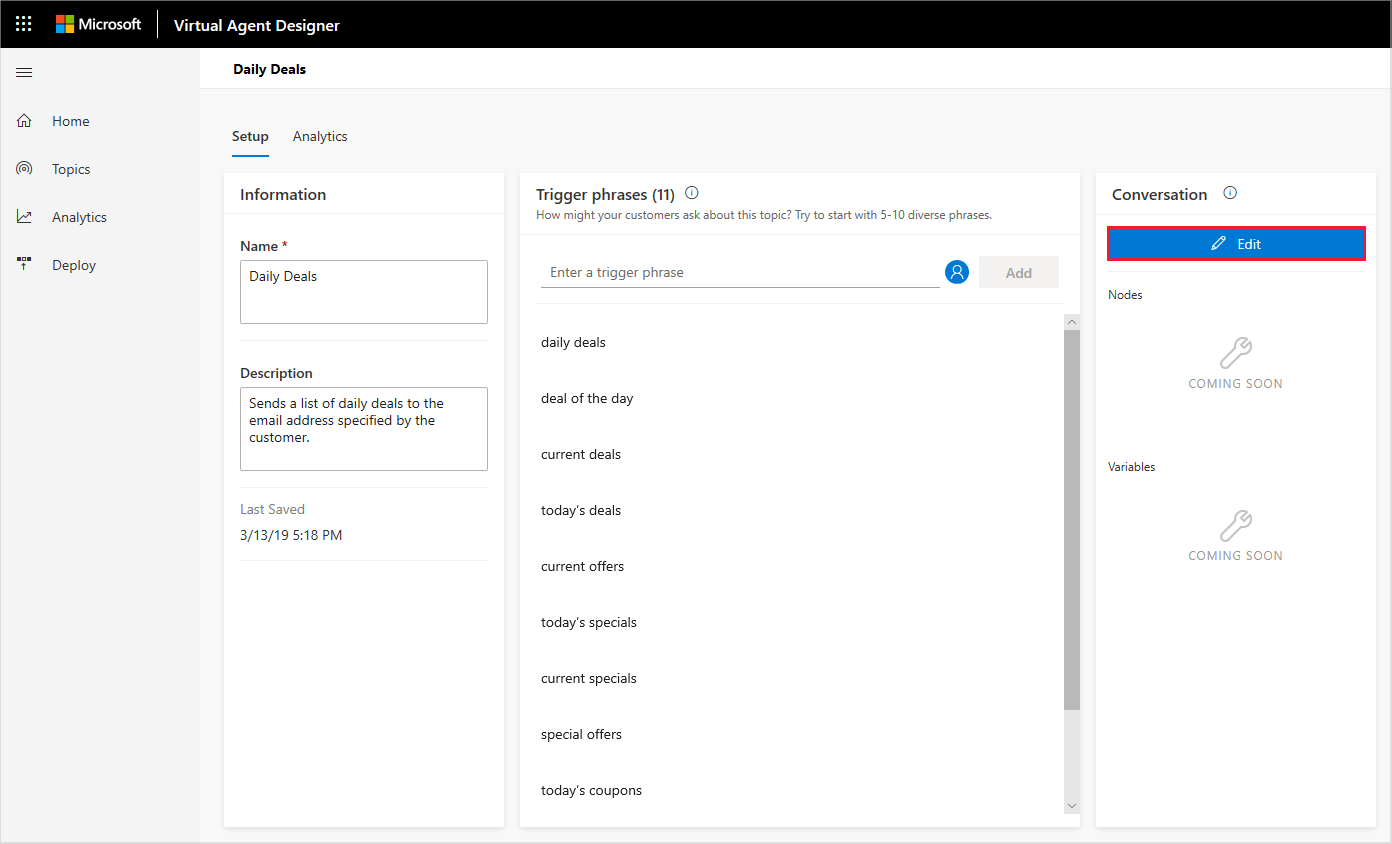 Microsoft
Virtual Agent Designer
Daily Deals
Home
Topics
Analytics
Deploy
Setup
Analytics
Information
Name *
Daily Deals
Description
Sends a list of daily deals to the
email address specified by the
customer.
Last Saved
3/13/19 5:18 PM
Trigger phrases (11)
How might your customers ask about this topic? Try to start with 5-10 diverse phrases.
Enter a trigger phrase
Add
daily deals
deal of the day
current deals
today’s deals
current offers
today’s specials
current specials
special offers
today’s coupons
Conversation
Edit
Nodes
COMING SOON
Variables
COMING SOON